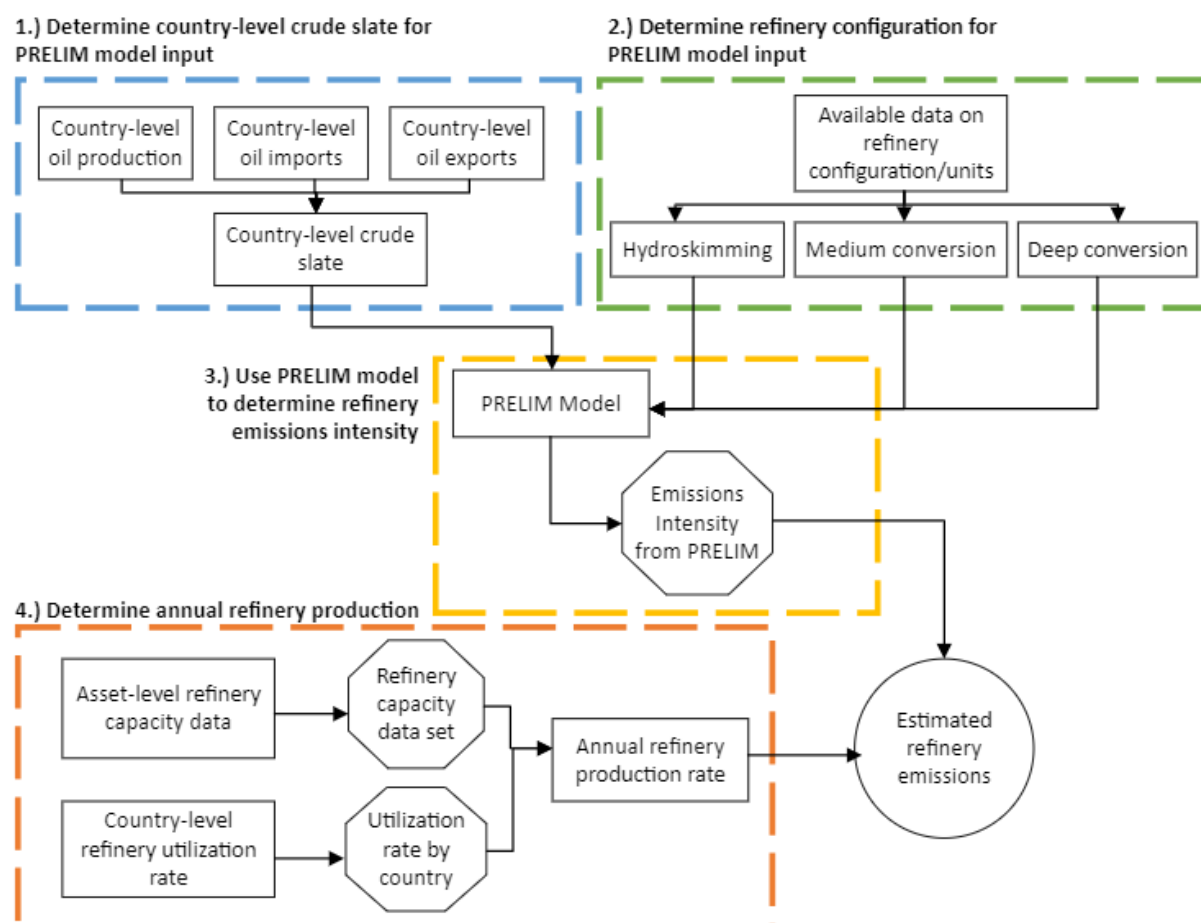 1.) Determine country-level crude slate for
PRELIM model input
2.) Determine refinery configuration for
PRELIM model input
Country-level
oil production
Country-level
oil imports
Country-level
oil exports
Country-level crude
slate
Available data on
refinery
configuration/units
Hydroskimming
Medium conversion
Deep conversion
3.) Use PRELIM model
to determine refinery
emissions intensity
PRELIM Model
Emissions
Intensity
from PRELIM
4.) Determine annual refinery production
Asset-level refinery
capacity data
Refinery
capacity
data set
Country-level
refinery utilization
rate
Utilization
rate by
country
Annual refinery
production rate
Estimated
refinery
emissions